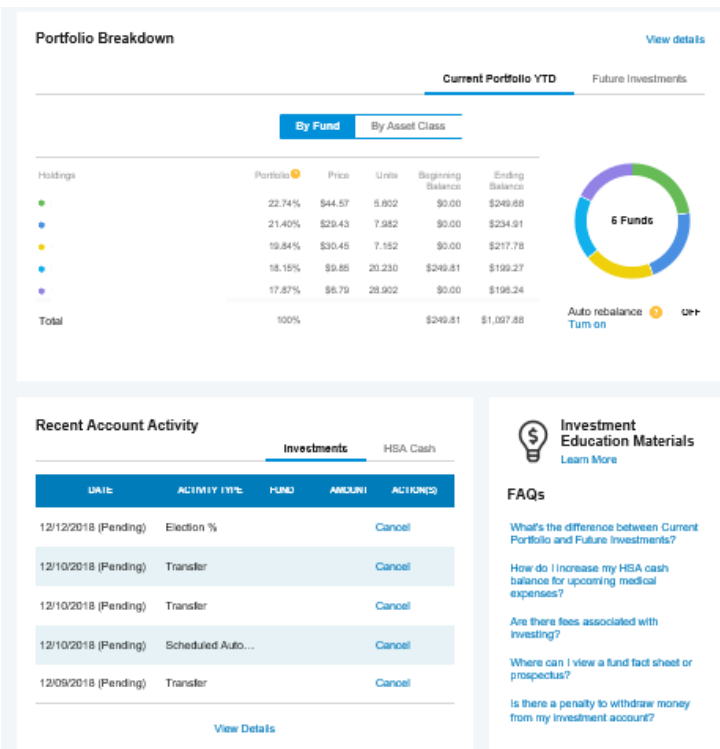 Portfolio Breakdown
View details
Current Portfolio YTD Future Investments
By Fund By Asset Class
Holdings Portfolio ? Price Units Beginning Balance Ending Balance
22.74% $44.57 5.602 $0.00 $249.68
21.40% $29.43 7.982 $0.00 $234.91
19.84% $30.45 7.152 $0.00 $217.78
18.15% $9.85 20.230 $249.81 $199.27
17.87% $6.79 28.902 $0.00 $196.24
Total 100% $249.81 $1,097.88
6 Funds
Auto rebalance ? OFF
Turn on
Recent Account Activity
Investments HSA Cash
DATE ACTIVITY TYPE FUND AMOUNT ACTION(S)
12/12/2018 (Pending) Election % Cancel
12/10/2018 (Pending) Transfer Cancel
12/10/2018 (Pending) Transfer Cancel
12/10/2018 (Pending) Scheduled Auto... Cancel
12/09/2018 (Pending) Transfer Cancel
View Details
$
Investment
Education Materials
Learn More
FAQs
What's the difference between Current
Portfolio and Future Investments?
How do I increase my HSA cash
balance for upcoming medical
expenses?
Are there fees associated with
investing?
Where can I view a fund fact sheet or
prospectus?
Is there a penalty to withdraw money
from my investment account?